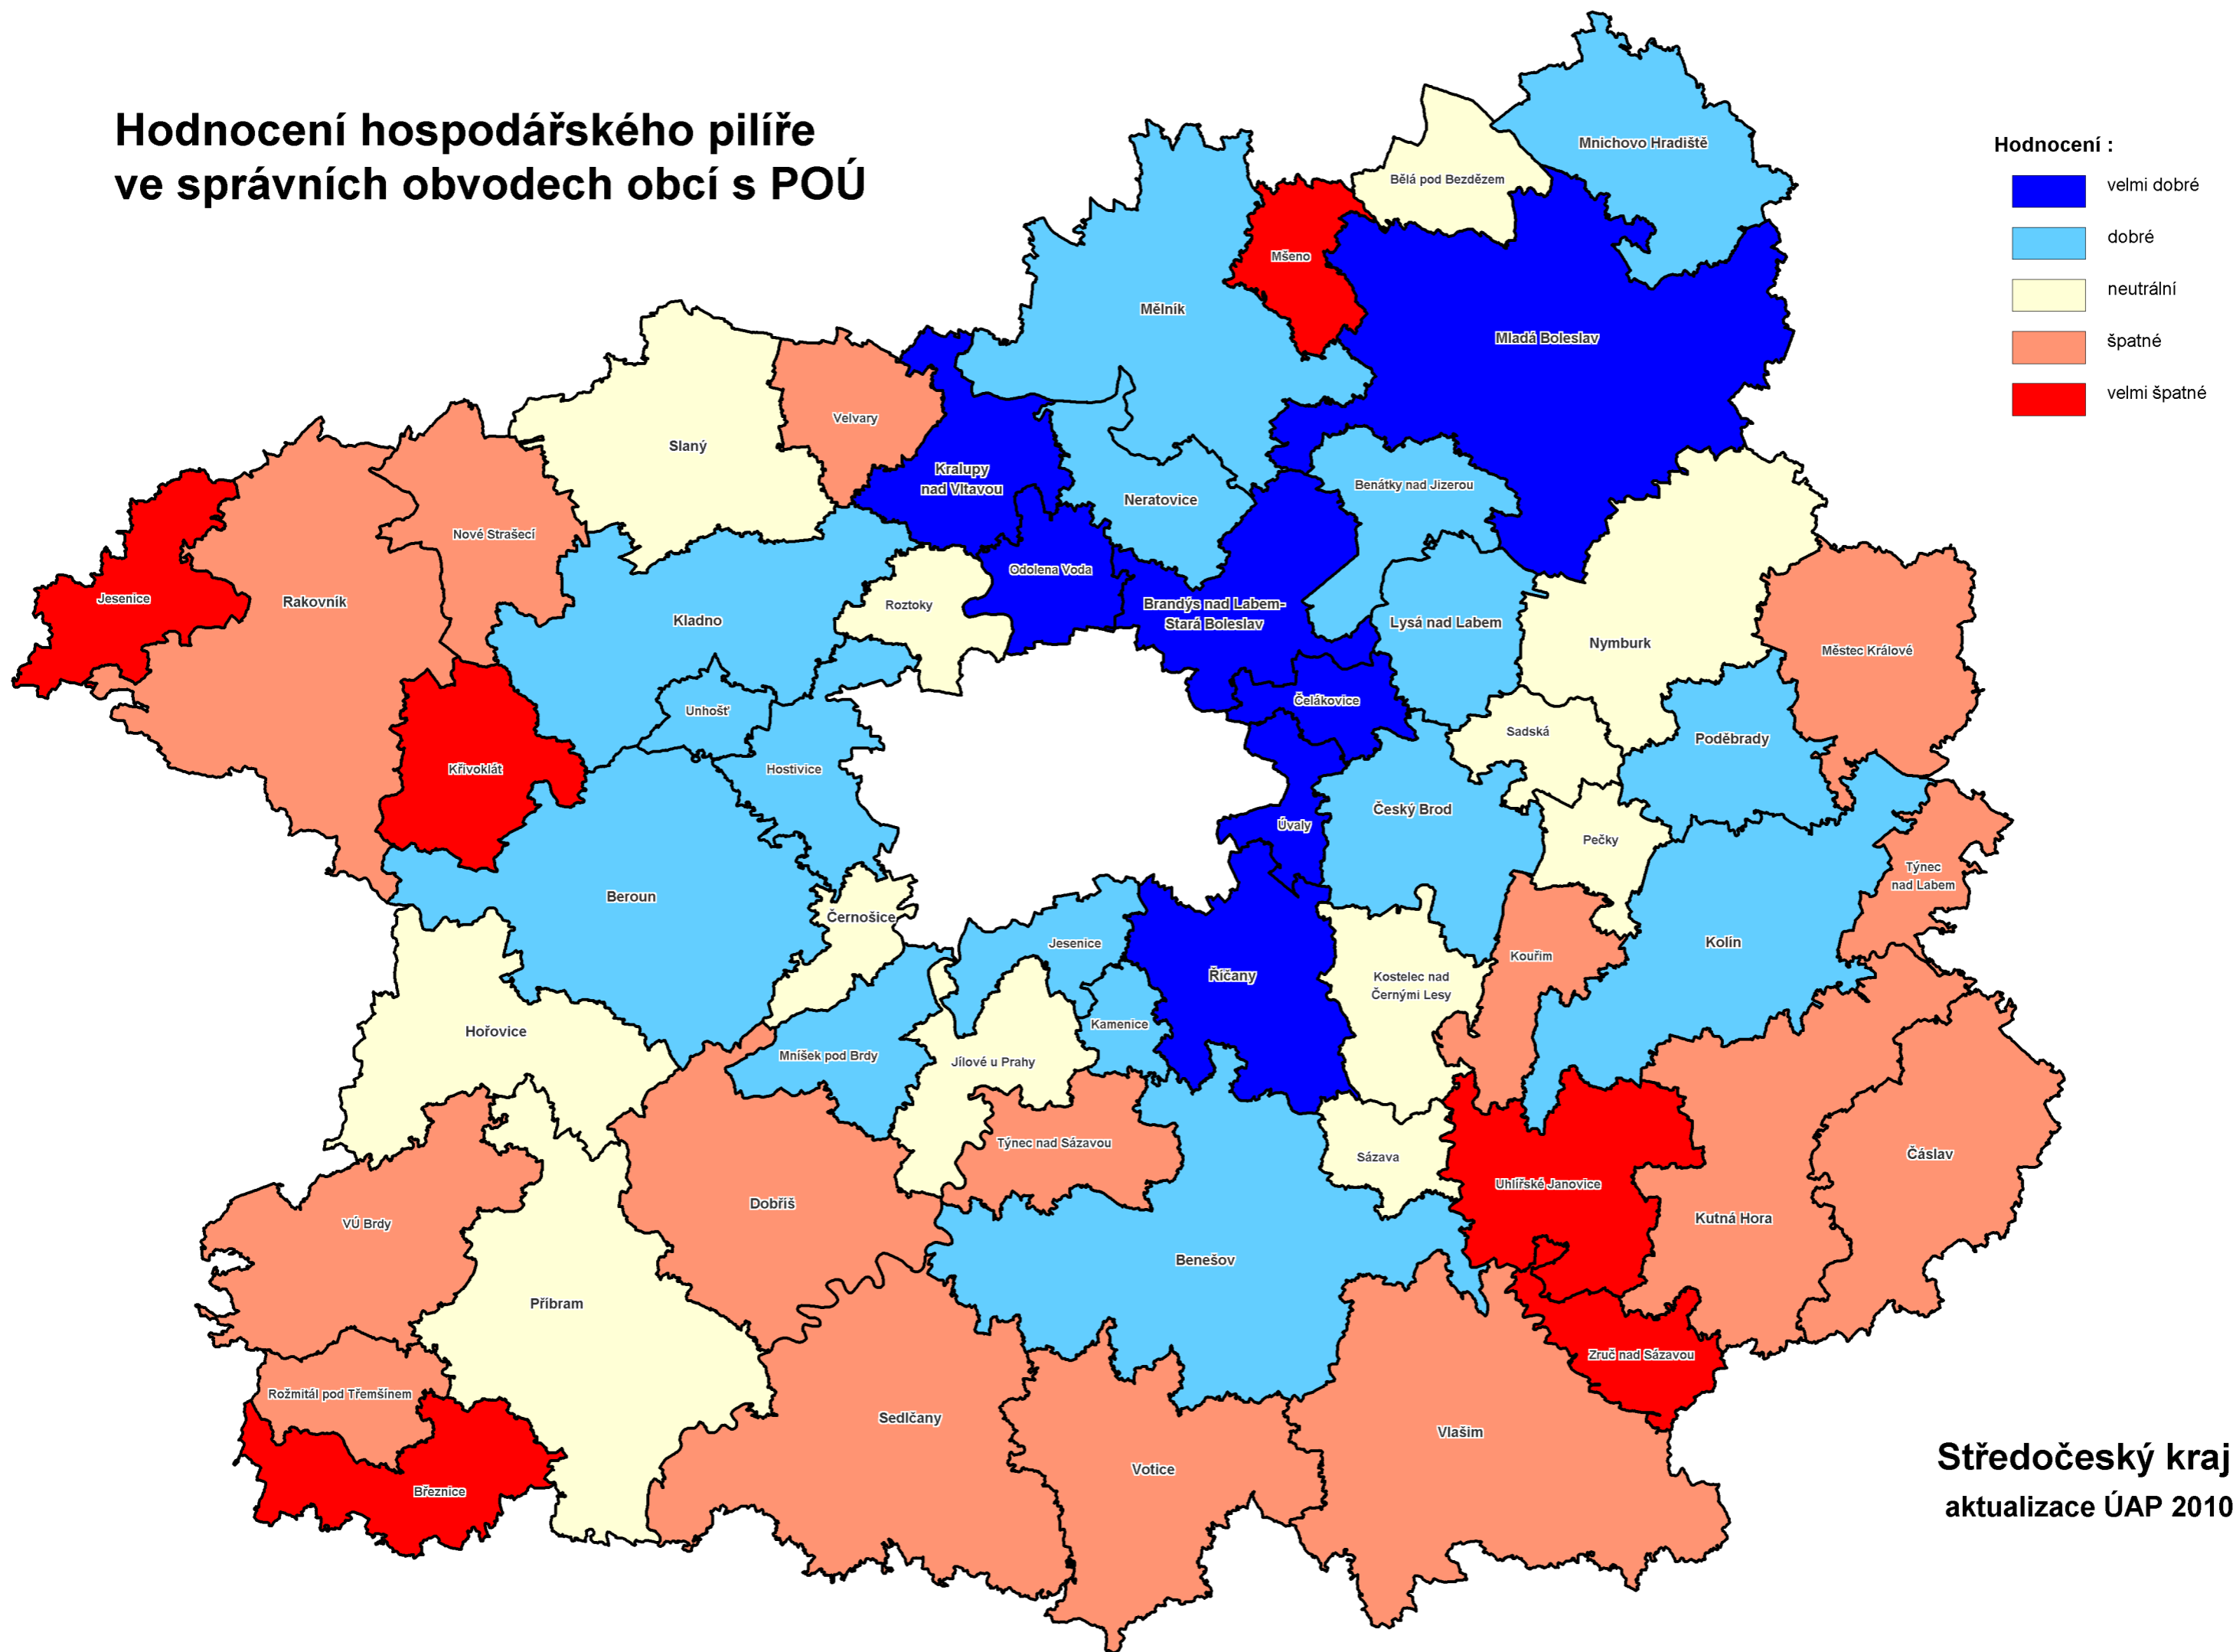 Hodnocení hospodářského pilíře
ve správních obvodech obcí s POÚ
Hodnocení :
velmi dobré
dobré
neutrální
špatné
velmi špatné
Mnichovo Hradiště
Bělá pod Bezdězem
Mšeno
Mělník
Mladá Boleslav
Velvary
Slaný
Kralupy
nad Vltavou
Neratovice
Benátky nad Jizerou
Nové Strašecí
Odolena Voda
Jesenice
Rakovník
Roztoky
Brandýs nad Labem-
Stará Boleslav
Kladno
Lysá nad Labem
Nymburk
Městec Králové
Čelákovice
Unhošť
Sadská
Poděbrady
Křivoklát
Hostivice
Český Brod
Úvaly
Pečky
Týnec
nad Labem
Beroun
Černošice
Jesenice
Kolín
Kouřim
Říčany
Kostelec nad
Černými Lesy
Kamenice
Hořovice
Mníšek pod Brdy
Jílové u Prahy
Týnec nad Sázavou
Sázava
Čáslav
Uhlířské Janovice
Dobříš
Kutná Hora
VÚ Brdy
Benešov
Příbram
Zruč nad Sázavou
Rožmitál pod Třemšínem
Sedlčany
Vlašim
Votice
Březnice
Středočeský kraj
aktualizace ÚAP 2010